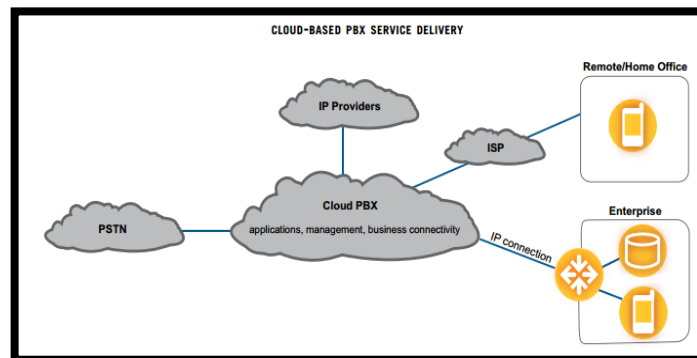 CLOUD-BASED PBX SERVICE DELIVERY
Remote/Home Office
IP Providers
ISP
Cloud PBX
applications, management, business connectivity
PSTN
Enterprise
IP connection